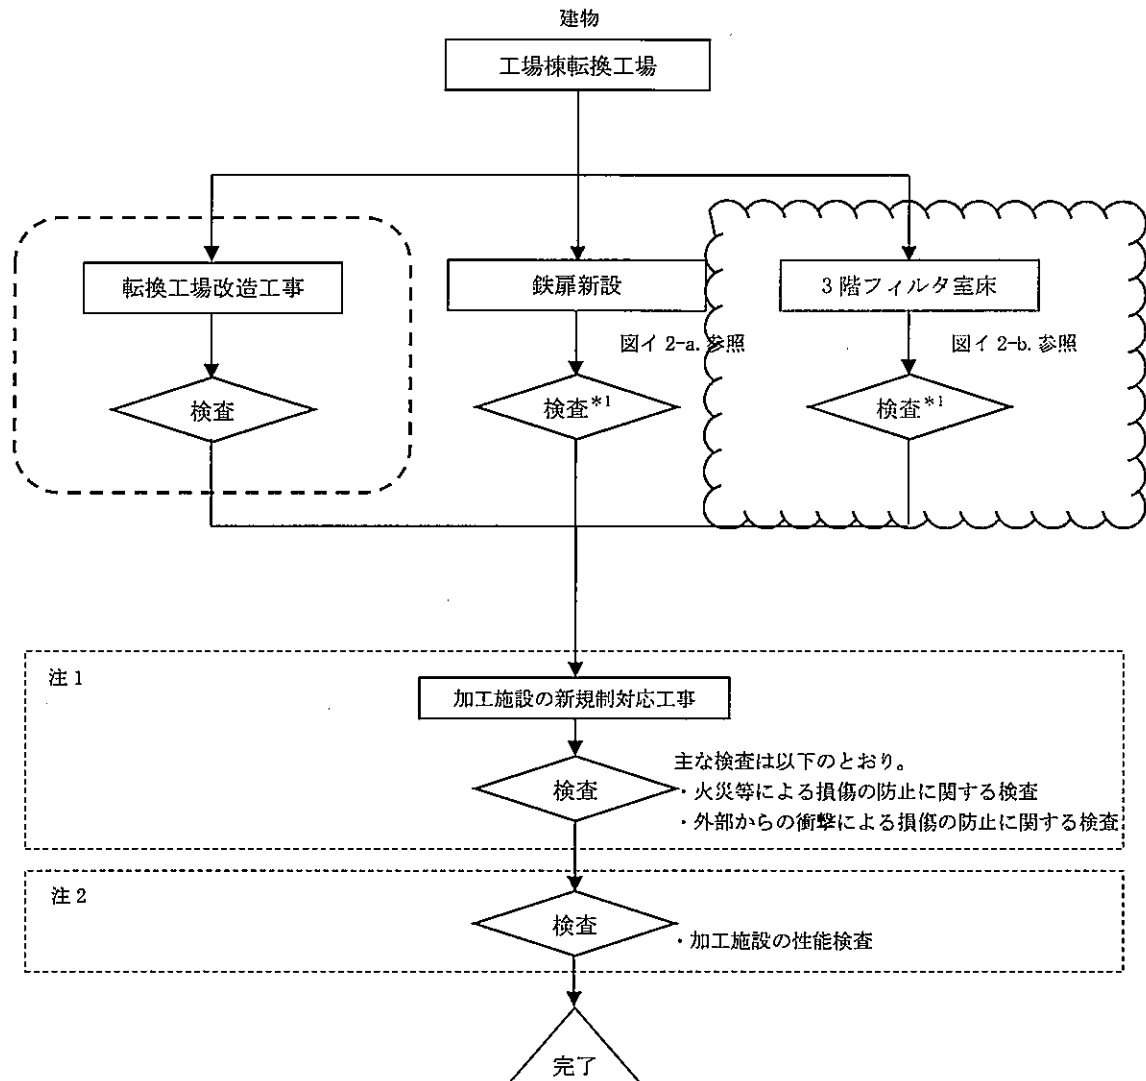 建物
工場棟転換工場
転換工場改造工事
鉄扉新設
3階フィルタ室床
図イ 2-a. 参照
図イ 2-b. 参照
検査
検査*1
検査*1
注1
加工施設の新規制対応工事
検査
主な検査は以下のとおり。
・火災等による損傷の防止に関する検査
・外部からの衝撃による損傷の防止に関する検査
注2
検査
・加工施設の性能検査
完了